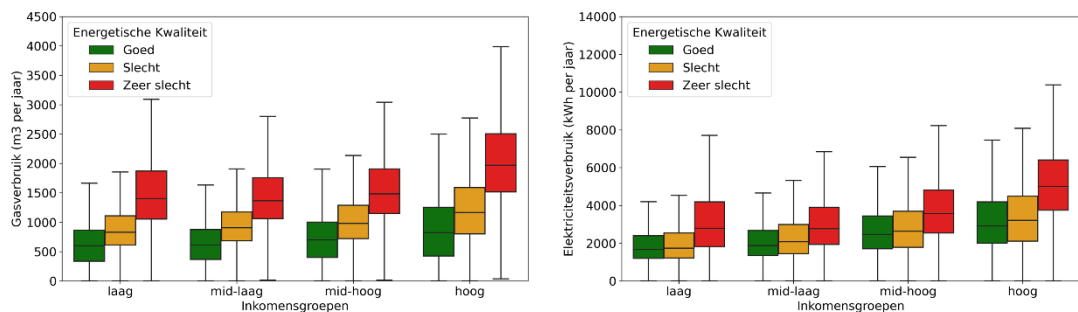 4500
4000
3500
3000
2500
2000
1500
1000
500
0
Gasverbruik (m3 per jaar)
Energetische Kwaliteit
Goed
Slecht
Zeer slecht
laag
mid-laag
mid-hoog
hoog
Inkomensgroepen
14000
12000
10000
8000
6000
4000
2000
0
Elektriciteitsverbruik (kWh per jaar)
Energetische Kwaliteit
Goed
Slecht
Zeer slecht
laag
mid-laag
mid-hoog
hoog
Inkomensgroepen